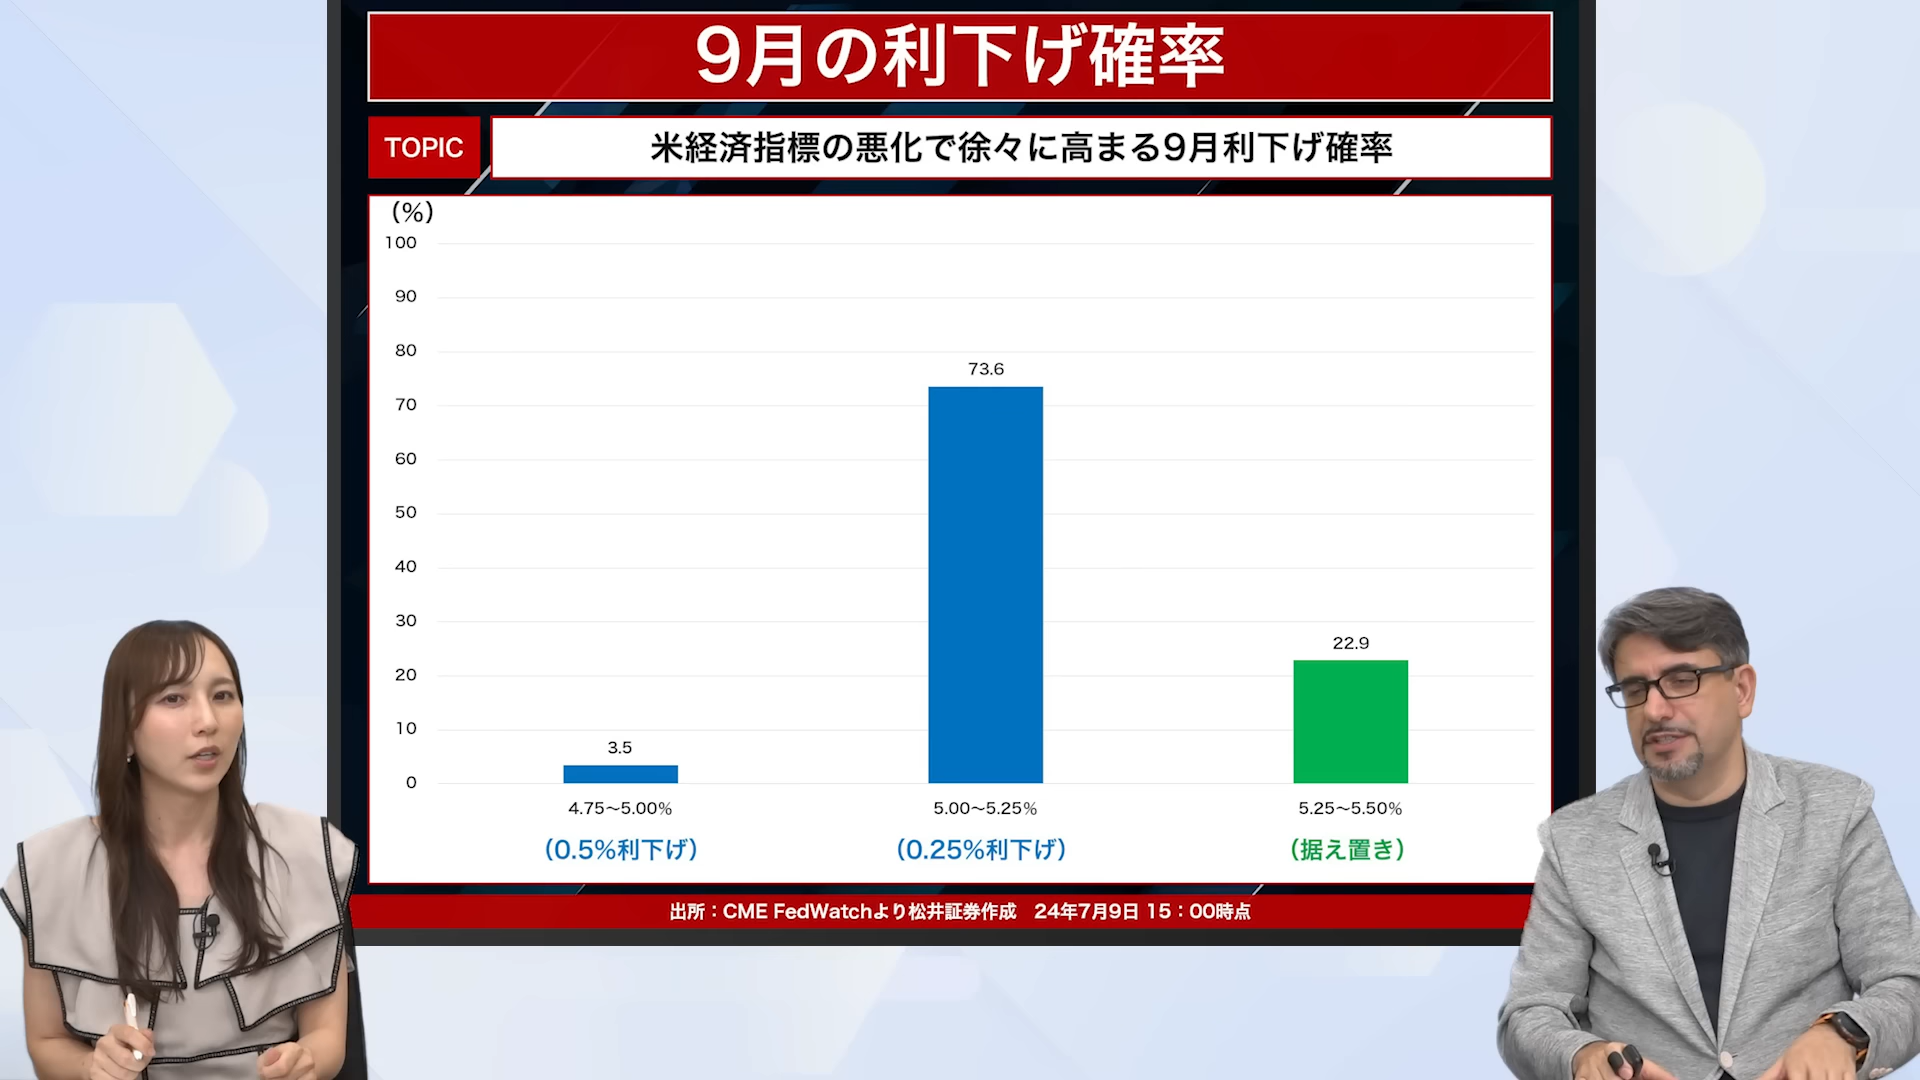 9月の利下げ確率
TOPIC
米経済指標の悪化で徐々に高まる9月利下げ確率
(%)
100
90
80
70
60
50
40
30
20
10
0
3.5
73.6
22.9
4.75〜5.00%
5.00〜5.25%
5.25〜5.50%
(0.5%利下げ)
(0.25%利下げ)
(据え置き)
出所：CME FedWatchより松井証券作成　24年7月9日 15：00時点